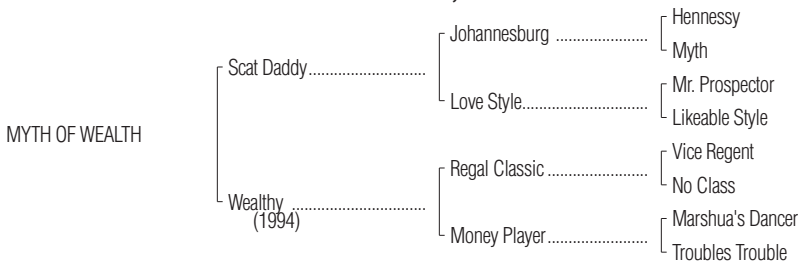 Hennessy
Johannesburg ......................
Myth
Scat Daddy............................
Mr. Prospector
Love Style.............................
Likeable Style
MYTH OF WEALTH
Vice Regent
Regal Classic .......................
No Class
Wealthy ................................
(1994)
Marshua's Dancer
Money Player.......................
Troubles Trouble